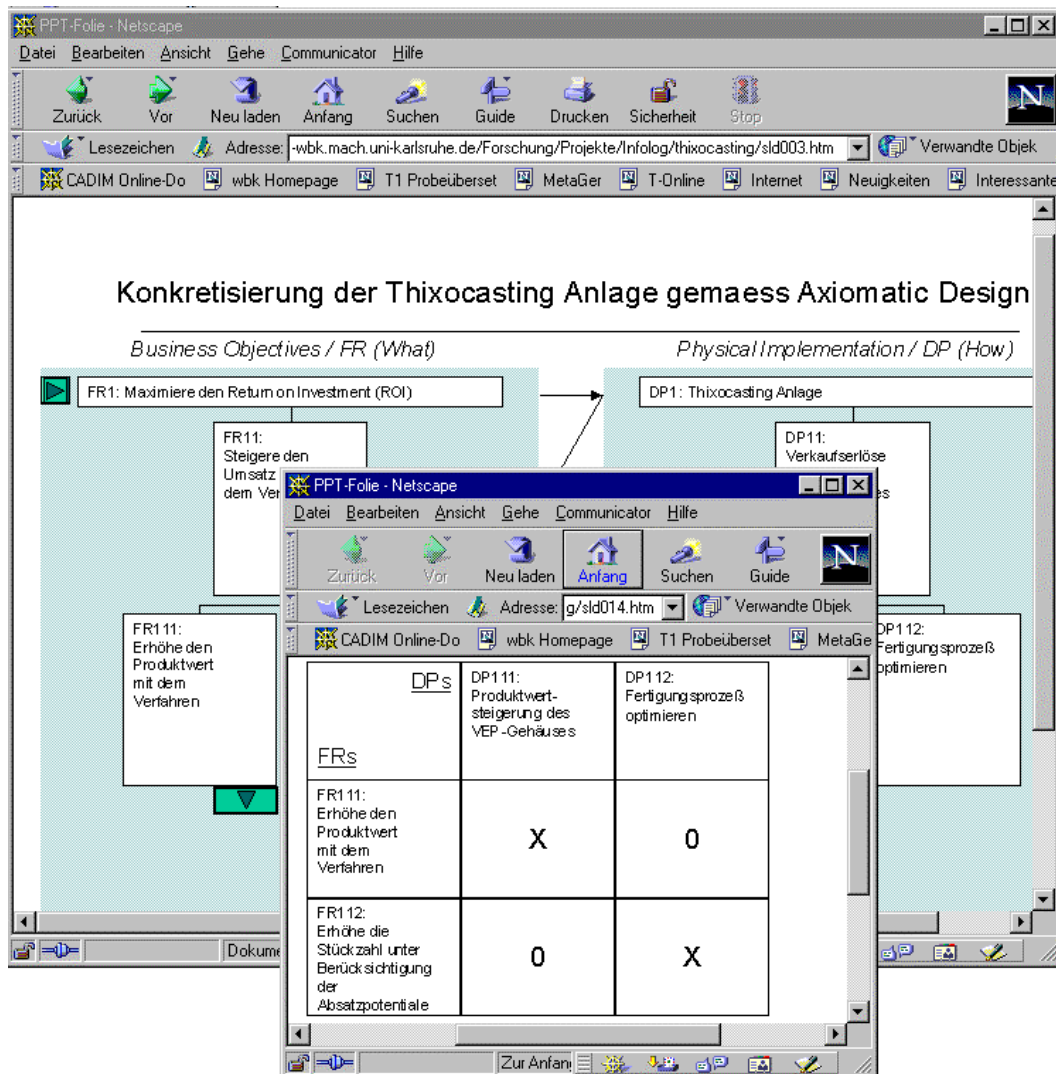 PPT-Folie - Netscape
Datei Bearbeiten Ansicht Gehe Communicator Hilfe
Zurück Vor Neu laden Anfang Suchen Guide Drucken Sicherheit Stop
N
Lesezeichen Adresse: -wbk.mach.uni-karlsruhe.de/Forschung/Projekte/Infolog/thixocasting/sld003.htm Verwandte Objek
CADIM Online-Do wbk Homepage T1 Probeüberset MetaGer T-Online Internet Neuigkeiten Interessante
Konkretisierung der Thixocasting Anlage gemaess Axiomatic Design
Business Objectives / FR (What) Physical Implementation / DP (How)
FR1: Maximiere den Return on Investment (ROI) DP1: Thixocasting Anlage
FR11:
Steigere den
Umsatz
dem Ver
DP11:
Verkaufserlöse
es
FR111:
Erhöhe den
Produktwert
mit dem
Verfahren
DP112:
Fertigungsprozeß
optimieren
Dokume
PPT-Folie - Netscape
Datei Bearbeiten Ansicht Gehe Communicator Hilfe
Zurück Vor Neu laden Anfang Suchen Guide
N
Lesezeichen Adresse: g/sld014.htm Verwandte Objek
CADIM Online-Do wbk Homepage T1 Probeüberset MetaGe
DPs
FRs
DP111:
Produktwert-
steigerung des
VEP-Gehäuses
DP112:
Fertigungsprozeß
optimieren
FR111:
Erhöhe den
Produktwert
mit dem
Verfahren
X 0
FR112:
Erhöhe die
Stückzahl unter
Berücksichtigung
der
Absatzpotentiale
0 X
Zur Anfan